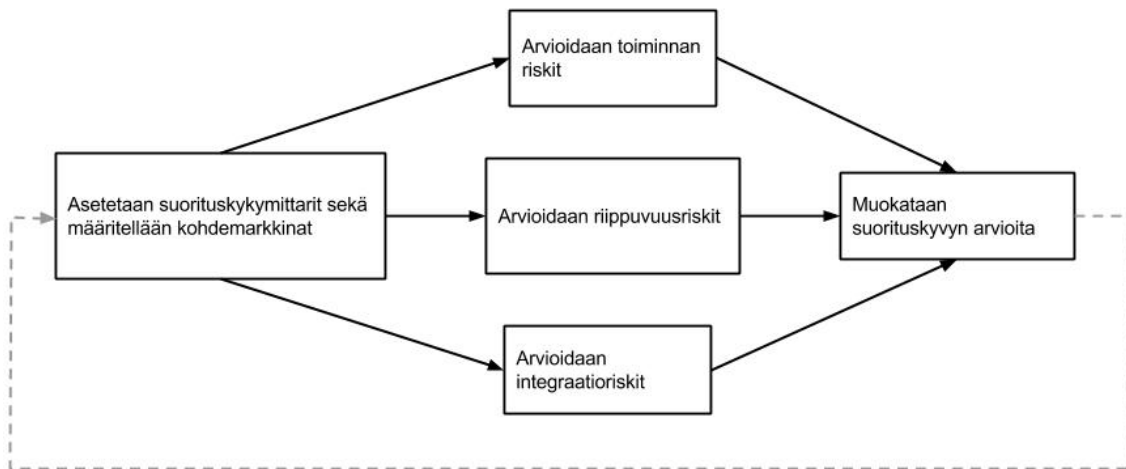 Arvioidaan toiminnan
riskit
Asetetaan suorituskykymittarit sekä
määritellään kohdemarkkinat
Arvioidaan riippuvuusriskit
Muokataan
suorituskyvyn arvioita
Arvioidaan
integraatioriskit